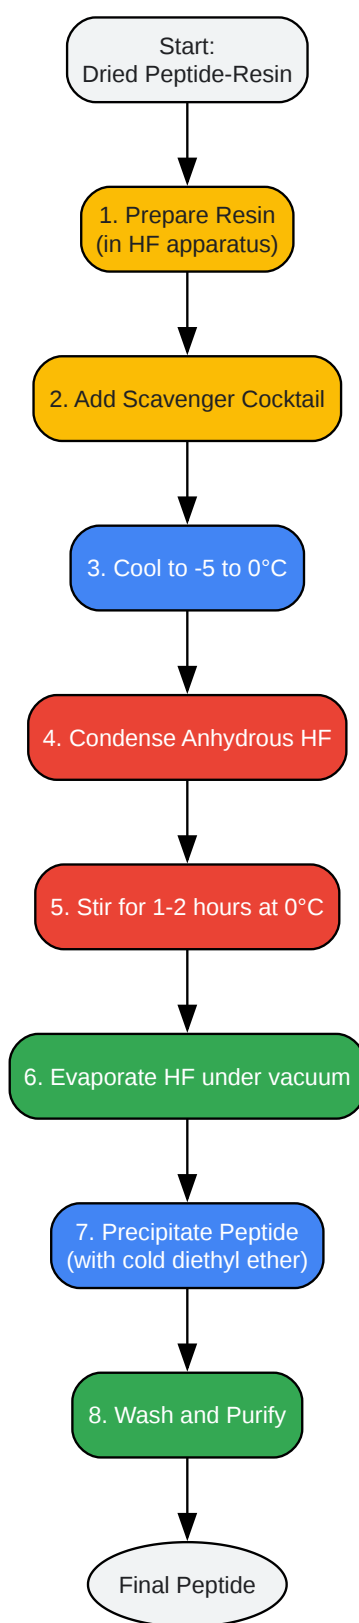 Start:
Dried Peptide-Resin
1. Prepare Resin
(in HF apparatus)
2. Add Scavenger Cocktail
3. Cool to -5 to 0°C
4. Condense Anhydrous HF
5. Stir for 1-2 hours at 0°C
6. Evaporate HF under vacuum
7. Precipitate Peptide
(with cold diethyl ether)
8. Wash and Purify
Final Peptide